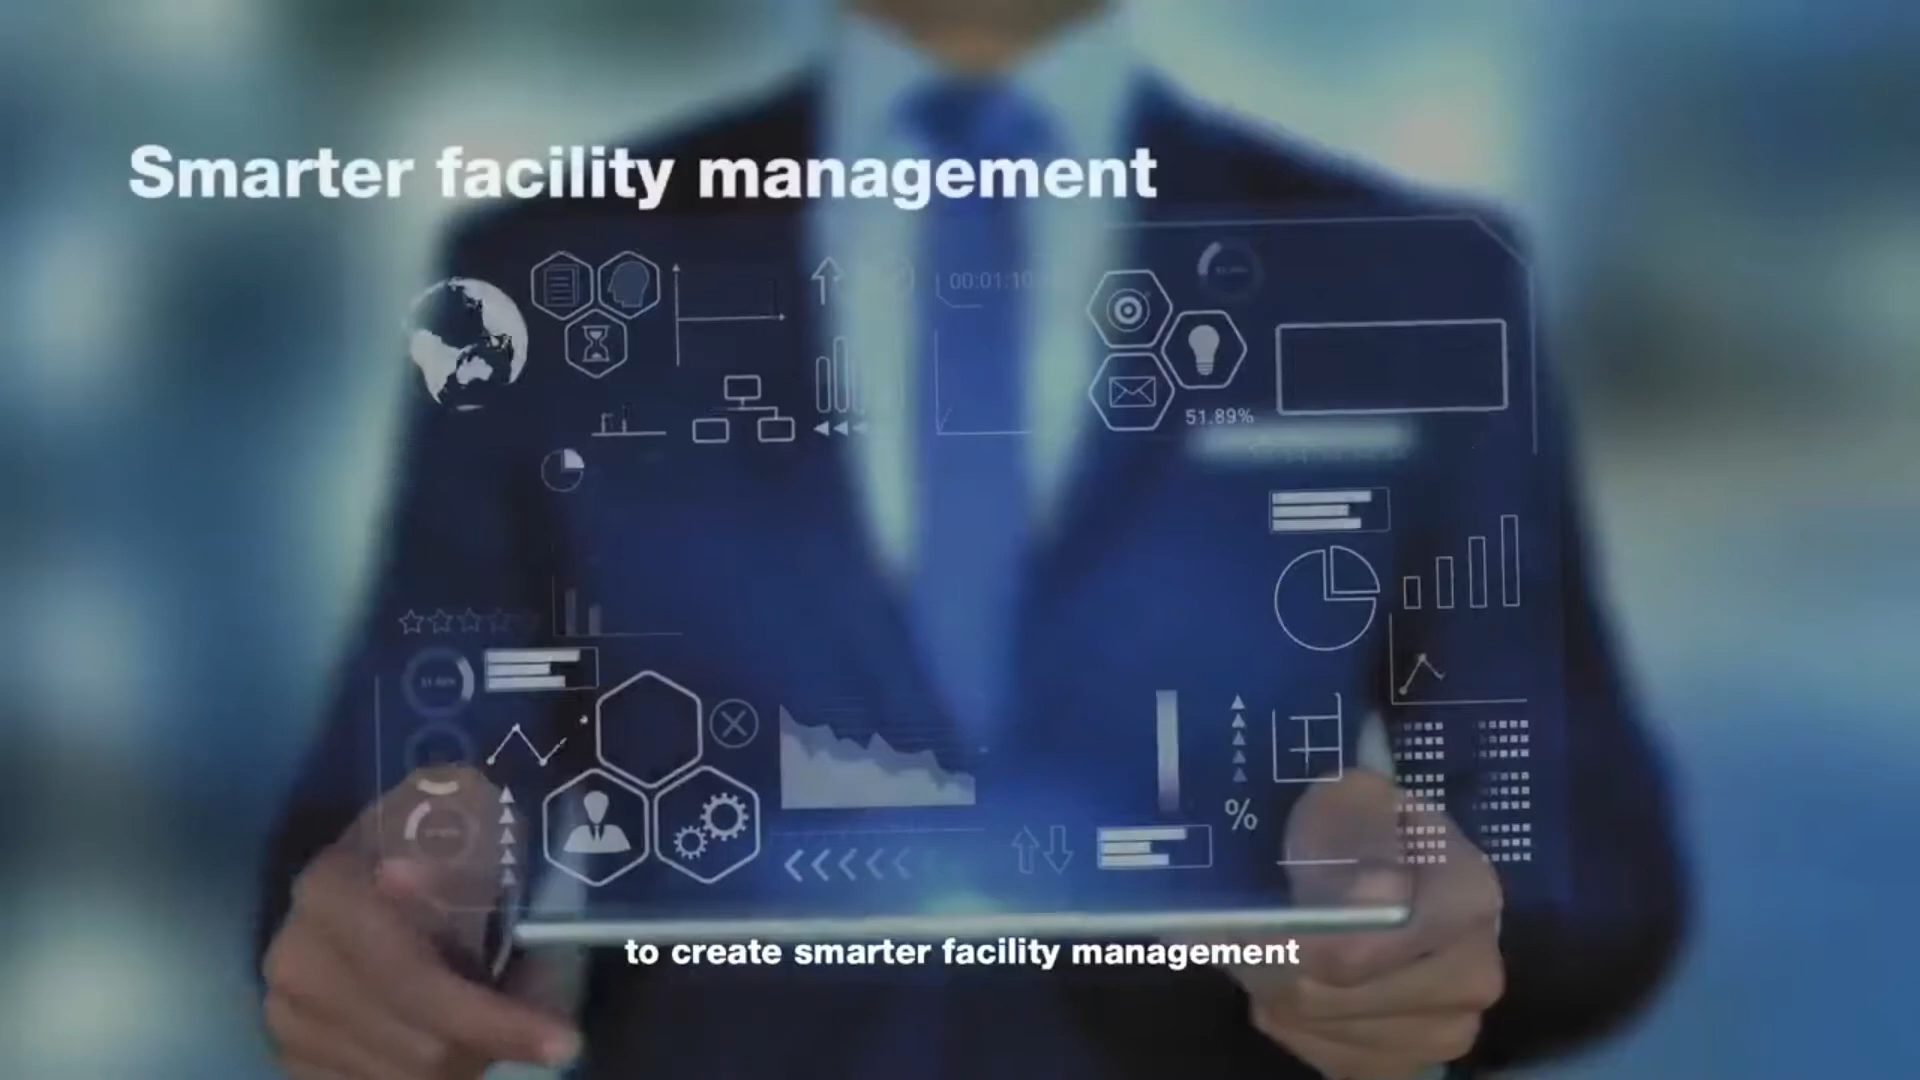 Smarter facility management
00:01:10
51.89%
%
to create smarter facility management